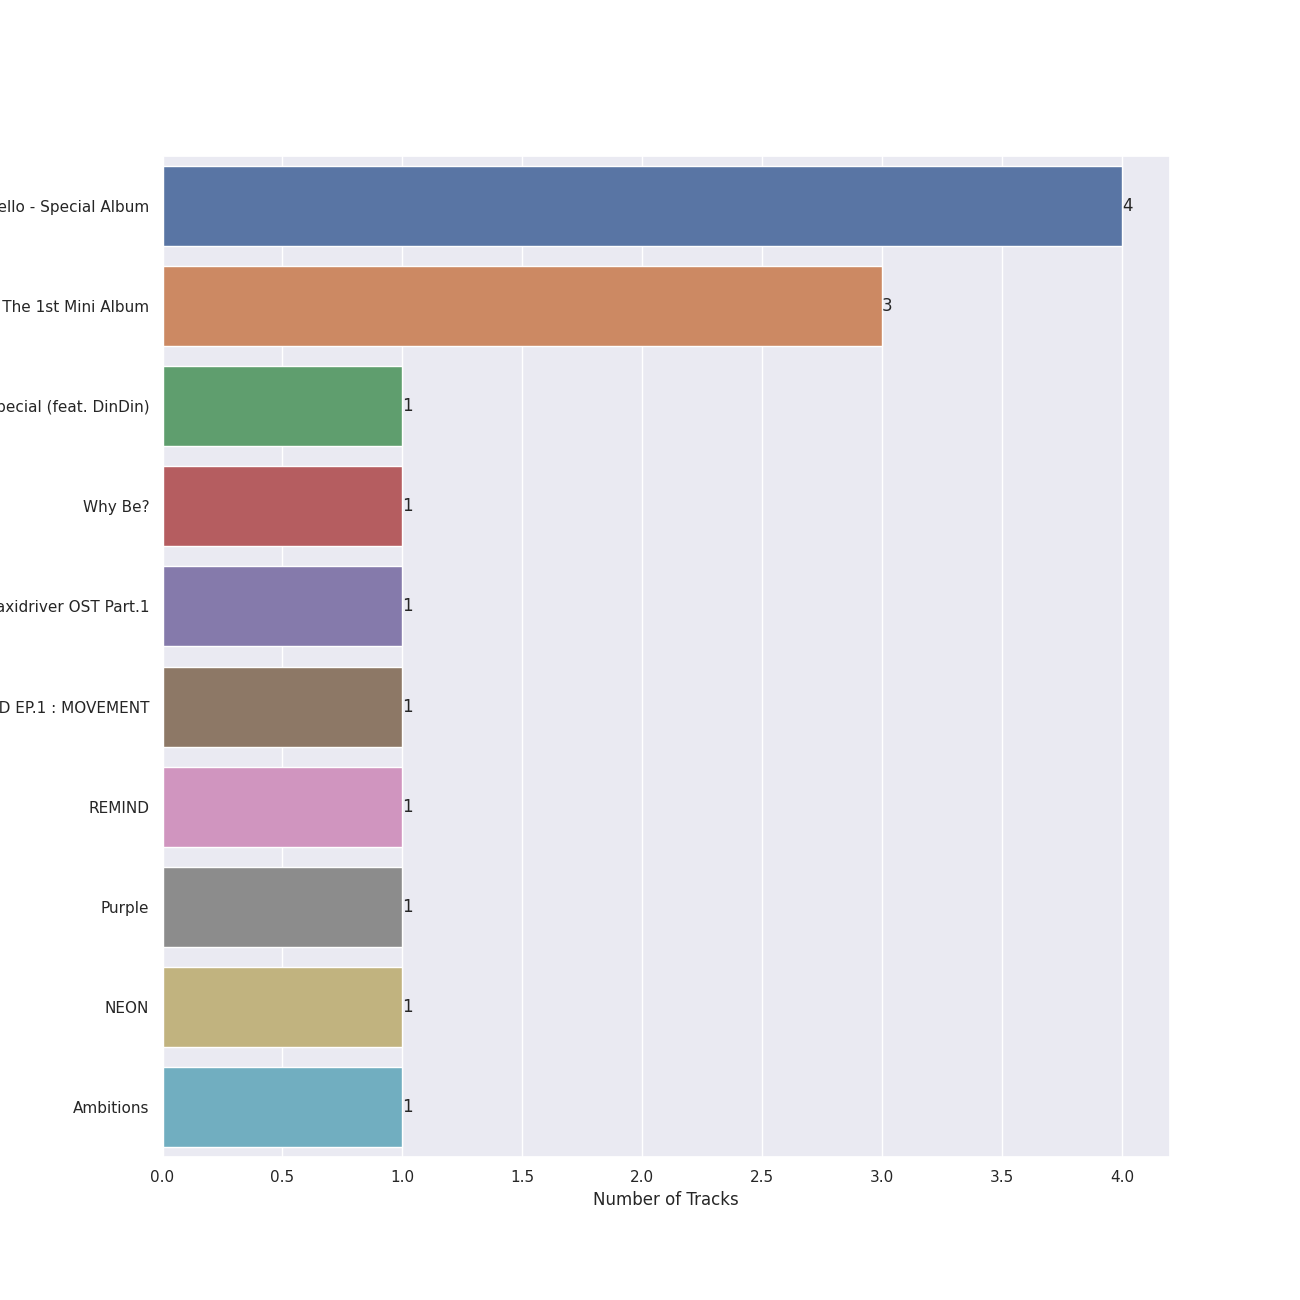 ello - Special Album 4
The 1st Mini Album 3
pecial (feat. DinDin) 1
Why Be? 1
axidriver OST Part.1 1
D EP.1 : MOVEMENT 1
REMIND 1
Purple 1
NEON 1
Ambitions 1
0.0 0.5 1.0 1.5 2.0 2.5 3.0 3.5 4.0
Number of Tracks